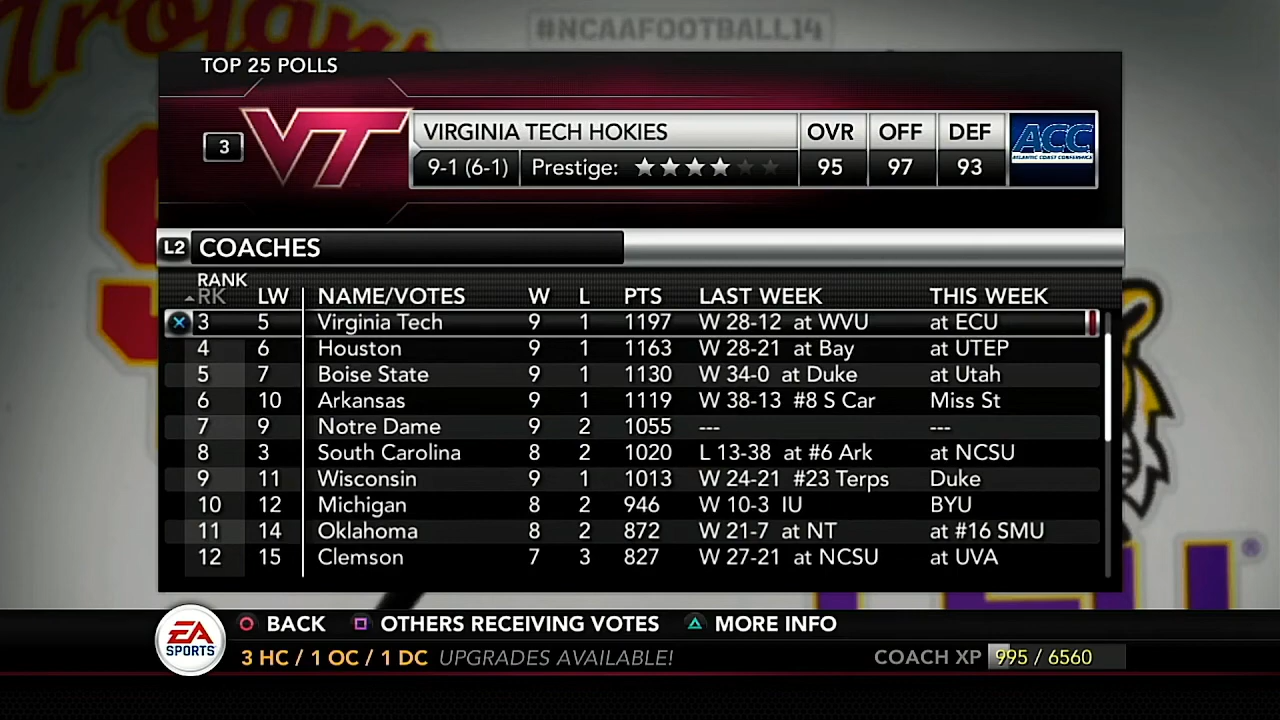 Trojans
#NCAAFOOTBALL14
TOP 25 POLLS
3 VT VIRGINIA TECH HOKIES OVR OFF DEF ACC
ATLANTIC COAST CONFERENCE
9-1 (6-1) Prestige: 95 97 93
L2 COACHES
RANK
RK LW NAME/VOTES W L PTS LAST WEEK THIS WEEK
3 5 Virginia Tech 9 1 1197 W 28-12 at WVU at ECU
4 6 Houston 9 1 1163 W 28-21 at Bay at UTEP
5 7 Boise State 9 1 1130 W 34-0 at Duke at Utah
6 10 Arkansas 9 1 1119 W 38-13 #8 S Car Miss St
7 9 Notre Dame 9 2 1055 --- ---
8 3 South Carolina 8 2 1020 L 13-38 at #6 Ark at NCSU
9 11 Wisconsin 9 1 1013 W 24-21 #23 Terps Duke
10 12 Michigan 8 2 946 W 10-3 IU BYU
11 14 Oklahoma 8 2 872 W 21-7 at NT at #16 SMU
12 15 Clemson 7 3 827 W 27-21 at NCSU at UVA
BACK OTHERS RECEIVING VOTES MORE INFO
EA SPORTS
3 HC / 1 OC / 1 DC UPGRADES AVAILABLE! COACH XP 995 / 6560